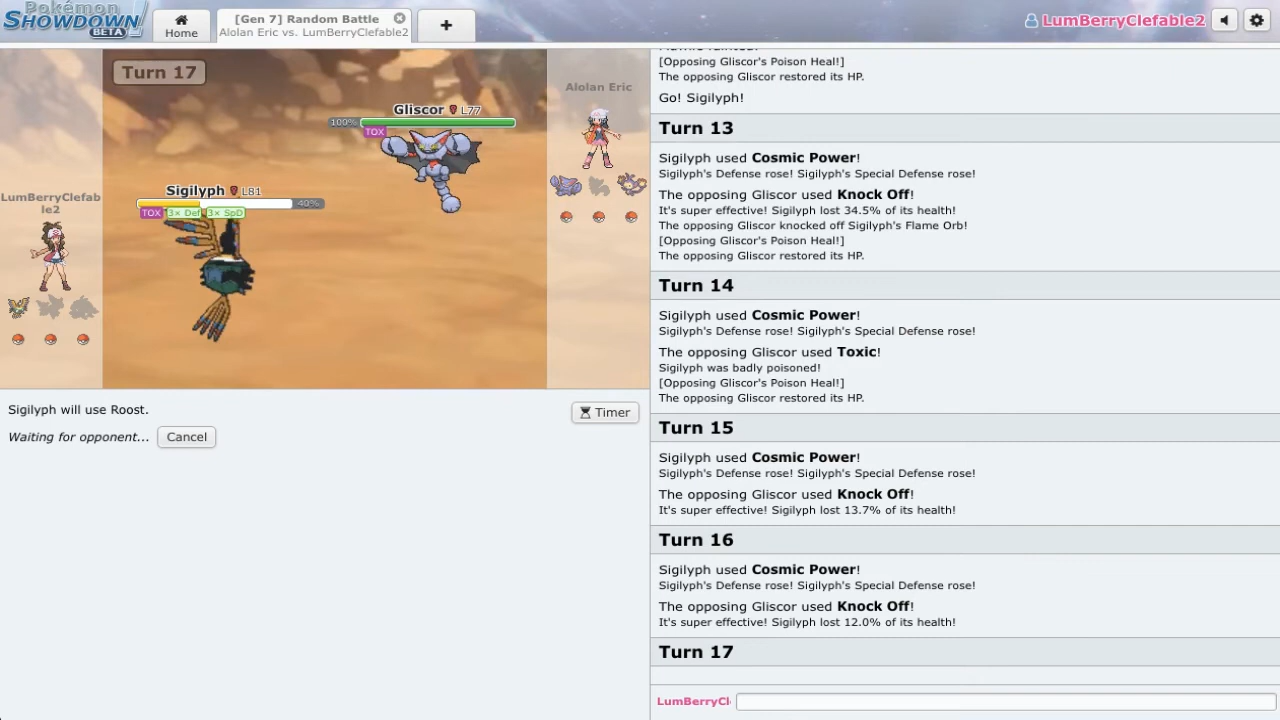 Pokémon
SHOWDOWN
BETA
Home
[Gen 7] Random Battle
Alolan Eric vs. LumBerryClefable2
+
LumBerryClefable2
Turn 17
Gliscor L77
100%
TOX
Sigilyph L81
40%
TOX 3× Def 3× SpD
LumBerryClefab
le2
Alolan Eric
Sigilyph will use Roost.
Timer
Waiting for opponent...
Cancel
[Opposing Gliscor's Poison Heal!]
The opposing Gliscor restored its HP.
Go! Sigilyph!
Turn 13
Sigilyph used Cosmic Power!
Sigilyph's Defense rose! Sigilyph's Special Defense rose!
The opposing Gliscor used Knock Off!
It's super effective! Sigilyph lost 34.5% of its health!
The opposing Gliscor knocked off Sigilyph's Flame Orb!
[Opposing Gliscor's Poison Heal!]
The opposing Gliscor restored its HP.
Turn 14
Sigilyph used Cosmic Power!
Sigilyph's Defense rose! Sigilyph's Special Defense rose!
The opposing Gliscor used Toxic!
Sigilyph was badly poisoned!
[Opposing Gliscor's Poison Heal!]
The opposing Gliscor restored its HP.
Turn 15
Sigilyph used Cosmic Power!
Sigilyph's Defense rose! Sigilyph's Special Defense rose!
The opposing Gliscor used Knock Off!
It's super effective! Sigilyph lost 13.7% of its health!
Turn 16
Sigilyph used Cosmic Power!
Sigilyph's Defense rose! Sigilyph's Special Defense rose!
The opposing Gliscor used Knock Off!
It's super effective! Sigilyph lost 12.0% of its health!
Turn 17
LumBerryCl